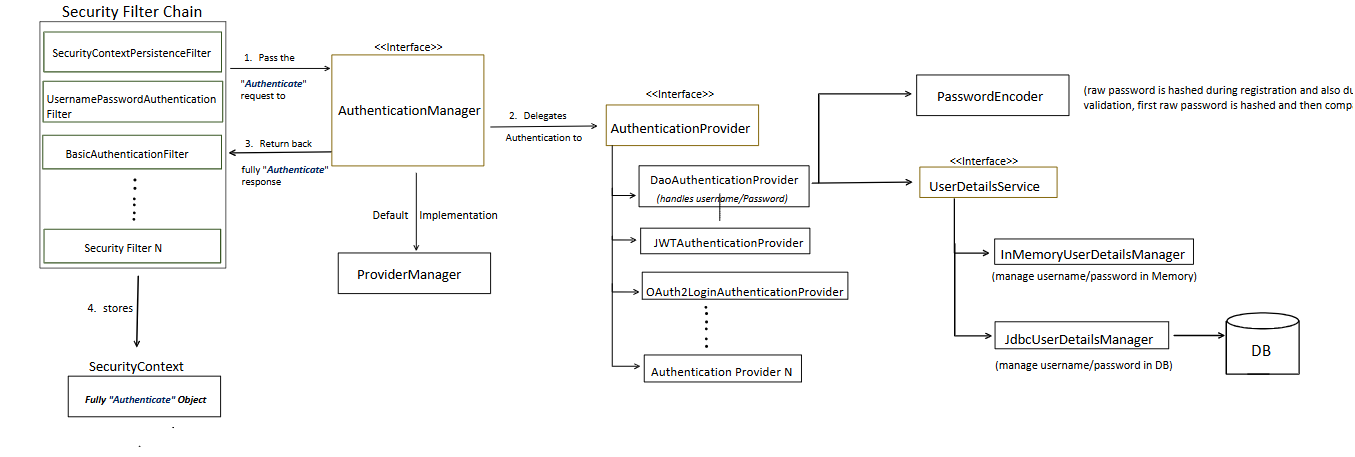 Security Filter Chain
SecurityContextPersistenceFilter
UsernamePasswordAuthentication
Filter
BasicAuthenticationFilter
Security Filter N
4. stores
SecurityContext
Fully "Authenticate" Object
1. Pass the
"Authenticate"
request to
3. Return back
fully "Authenticate"
response
<<Interface>>
AuthenticationManager
Default Implementation
ProviderManager
2. Delegates
Authentication to
<<Interface>>
AuthenticationProvider
DaoAuthenticationProvider
(handles username/Password)
JWTAuthenticationProvider
OAuth2LoginAuthenticationProvider
Authentication Provider N
PasswordEncoder
(raw password is hashed during registration and also du
validation, first raw password is hashed and then compa
<<Interface>>
UserDetailsService
InMemoryUserDetailsManager
(manage username/password in Memory)
JdbcUserDetailsManager
(manage username/password in DB)
DB